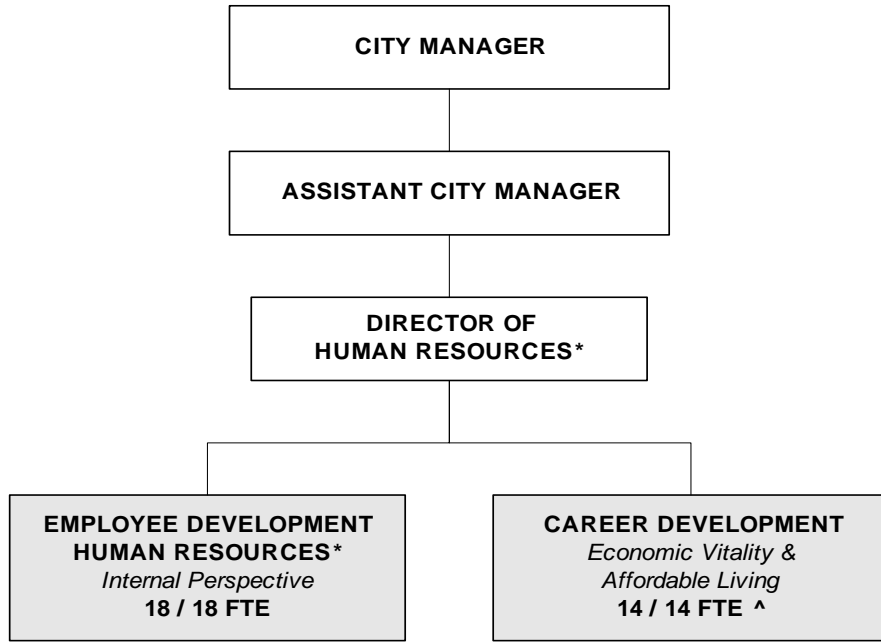 CITY MANAGER
ASSISTANT CITY MANAGER
DIRECTOR OF
HUMAN RESOURCES*
EMPLOYEE DEVELOPMENT
HUMAN RESOURCES*
Internal Perspective
18 / 18 FTE
CAREER DEVELOPMENT
Economic Vitality &
Affordable Living
14 / 14 FTE ^